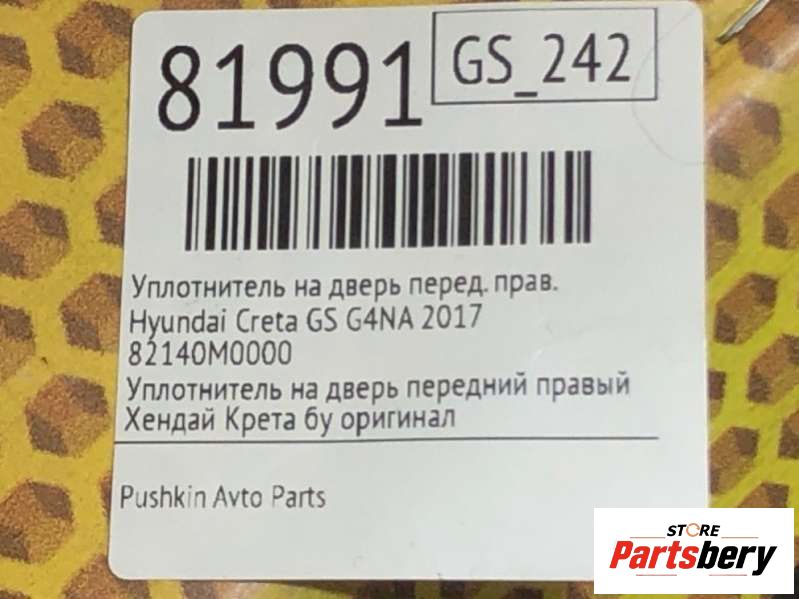 81991
GS_242
Уплотнитель на дверь перед. прав.
Hyundai Creta GS G4NA 2017
82140M0000
Уплотнитель на дверь передний правый
Хендай Крета бу оригинал
Pushkin Avto Parts
STORE
Partsbery